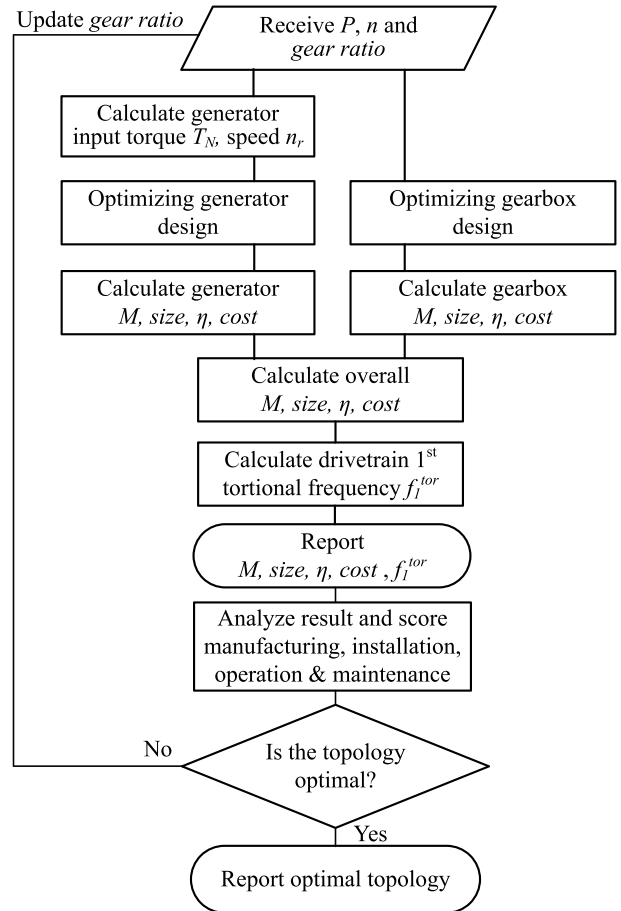 Update gear ratio
Receive P, n and
gear ratio
Calculate generator
input torque T_N, speed n_r
Optimizing generator
design
Optimizing gearbox
design
Calculate generator
M, size, η, cost
Calculate gearbox
M, size, η, cost
Calculate overall
M, size, η, cost
Calculate drivetrain 1st
tortional frequency f_1^tor
Report
M, size, η, cost , f_1^tor
Analyze result and score
manufacturing, installation,
operation & maintenance
No
Is the topology
optimal?
Yes
Report optimal topology